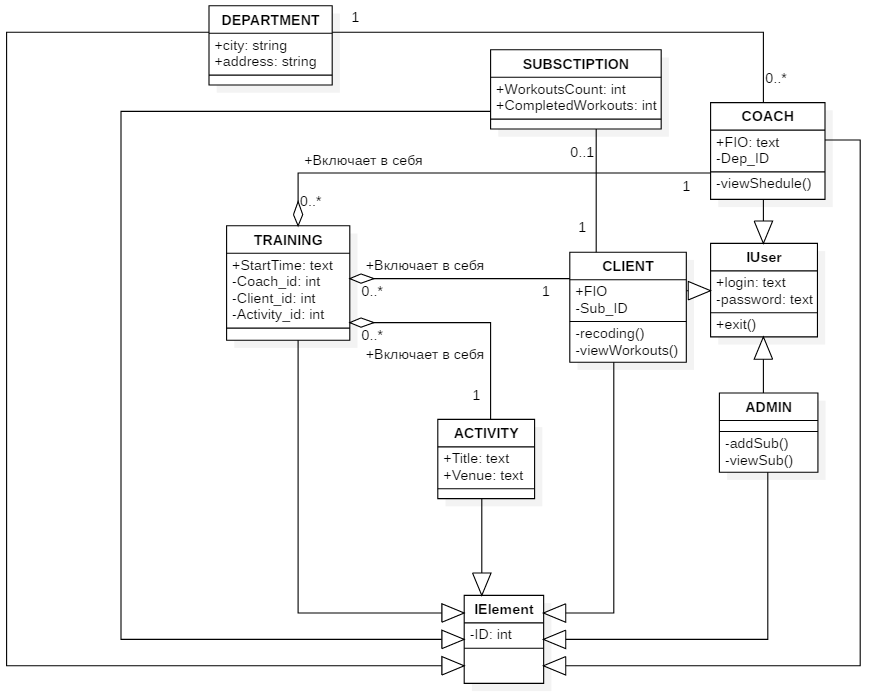 DEPARTMENT
+city: string
+address: string
1
0..*
SUBSCTIPTION
+WorkoutsCount: int
+CompletedWorkouts: int
0..1
1
COACH
+FIO: text
-Dep_ID
-viewShedule()
+Включает в себя
1
0..*
TRAINING
+StartTime: text
-Coach_id: int
-Client_id: int
-Activity_id: int
+Включает в себя
0..*
1
0..*
+Включает в себя
1
CLIENT
+FIO
-Sub_ID
-recoding()
-viewWorkouts()
IUser
+login: text
-password: text
+exit()
ADMIN
-addSub()
-viewSub()
ACTIVITY
+Title: text
+Venue: text
IElement
-ID: int